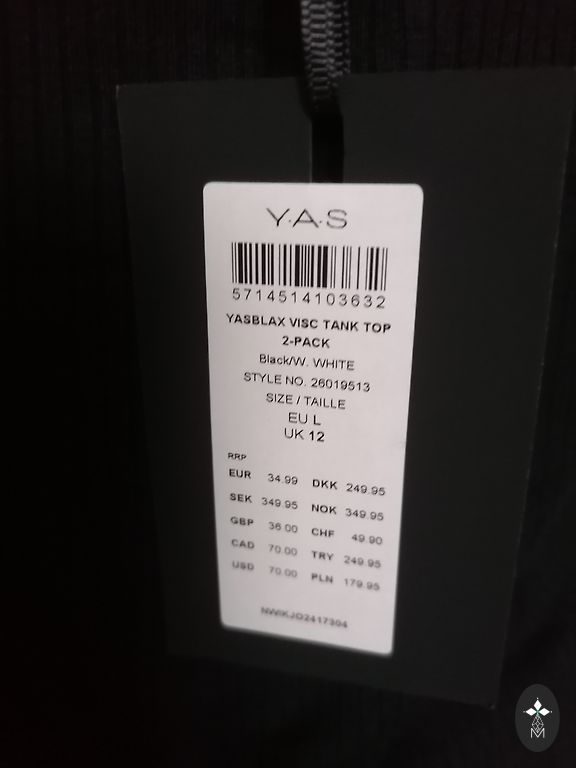 Y.A.S
5714514103632
YASBLAX VISC TANK TOP
2-PACK
Black/W. WHITE
STYLE NO. 26019513
SIZE / TAILLE
EU L
UK 12
RRP
EUR 34.99 DKK 249.95
SEK 349.95 NOK 349.95
GBP 36.00 CHF 49.90
CAD 70.00 TRY 249.95
USD 70.00 PLN 179.95
NWIKJO2417304
M